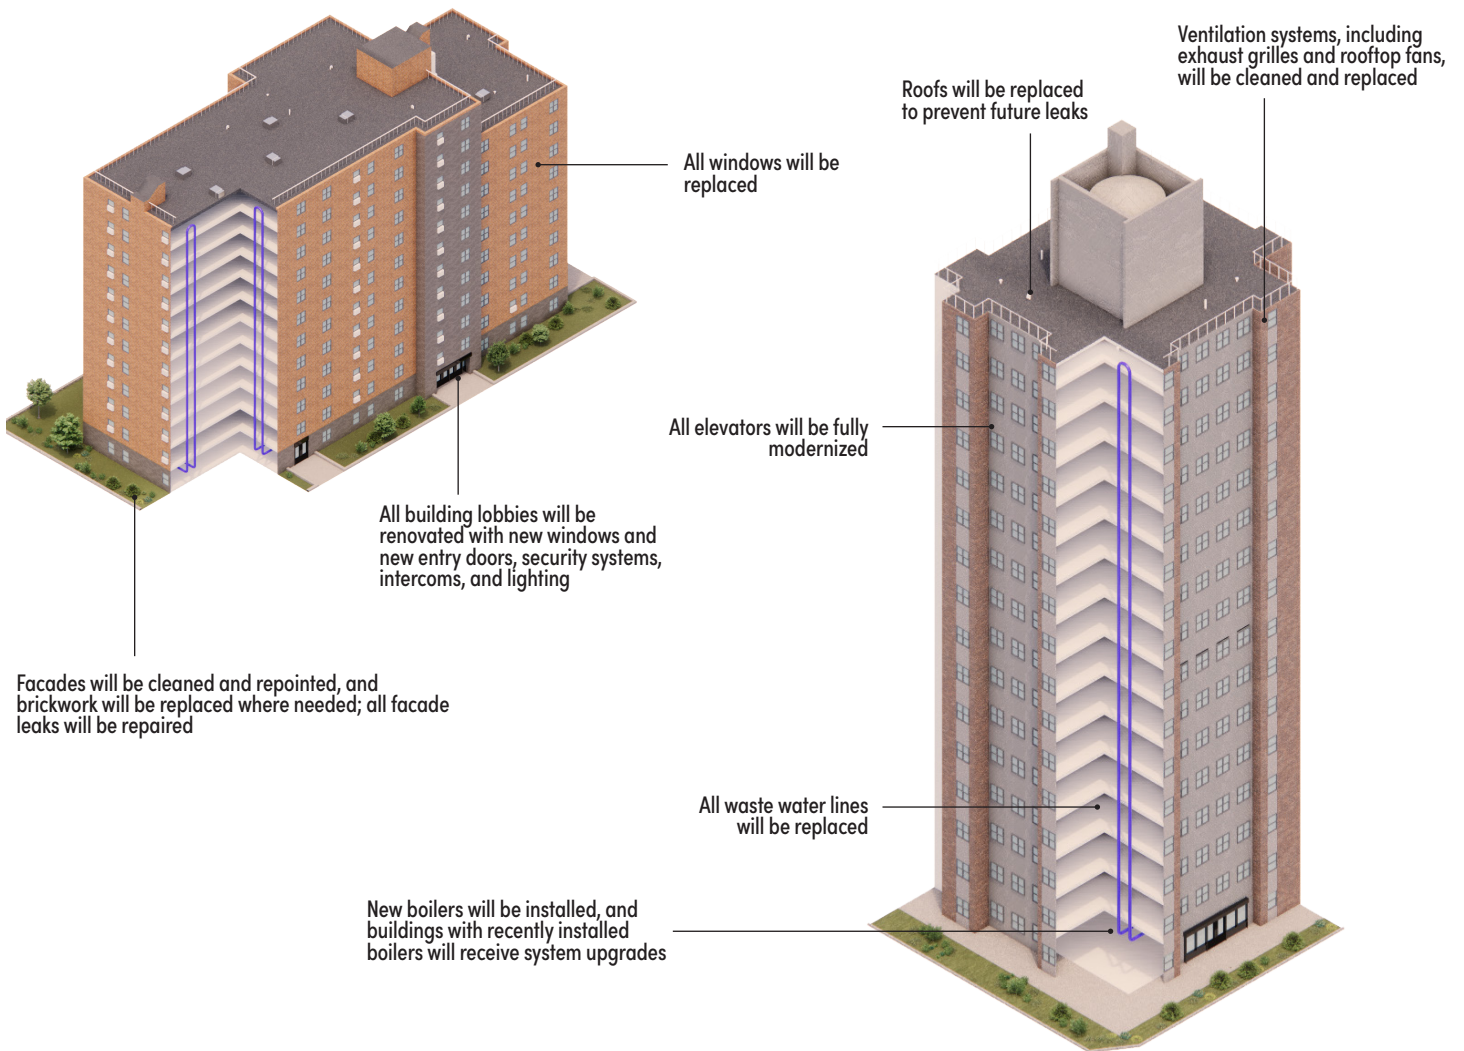 Ventilation systems, including
exhaust grilles and rooftop fans,
will be cleaned and replaced
Roofs will be replaced
to prevent future leaks
All windows will be
replaced
All elevators will be fully
modernized
All building lobbies will be
renovated with new windows and
new entry doors, security systems,
intercoms, and lighting
Facades will be cleaned and repointed, and
brickwork will be replaced where needed; all facade
leaks will be repaired
All waste water lines
will be replaced
New boilers will be installed, and
buildings with recently installed
boilers will receive system upgrades